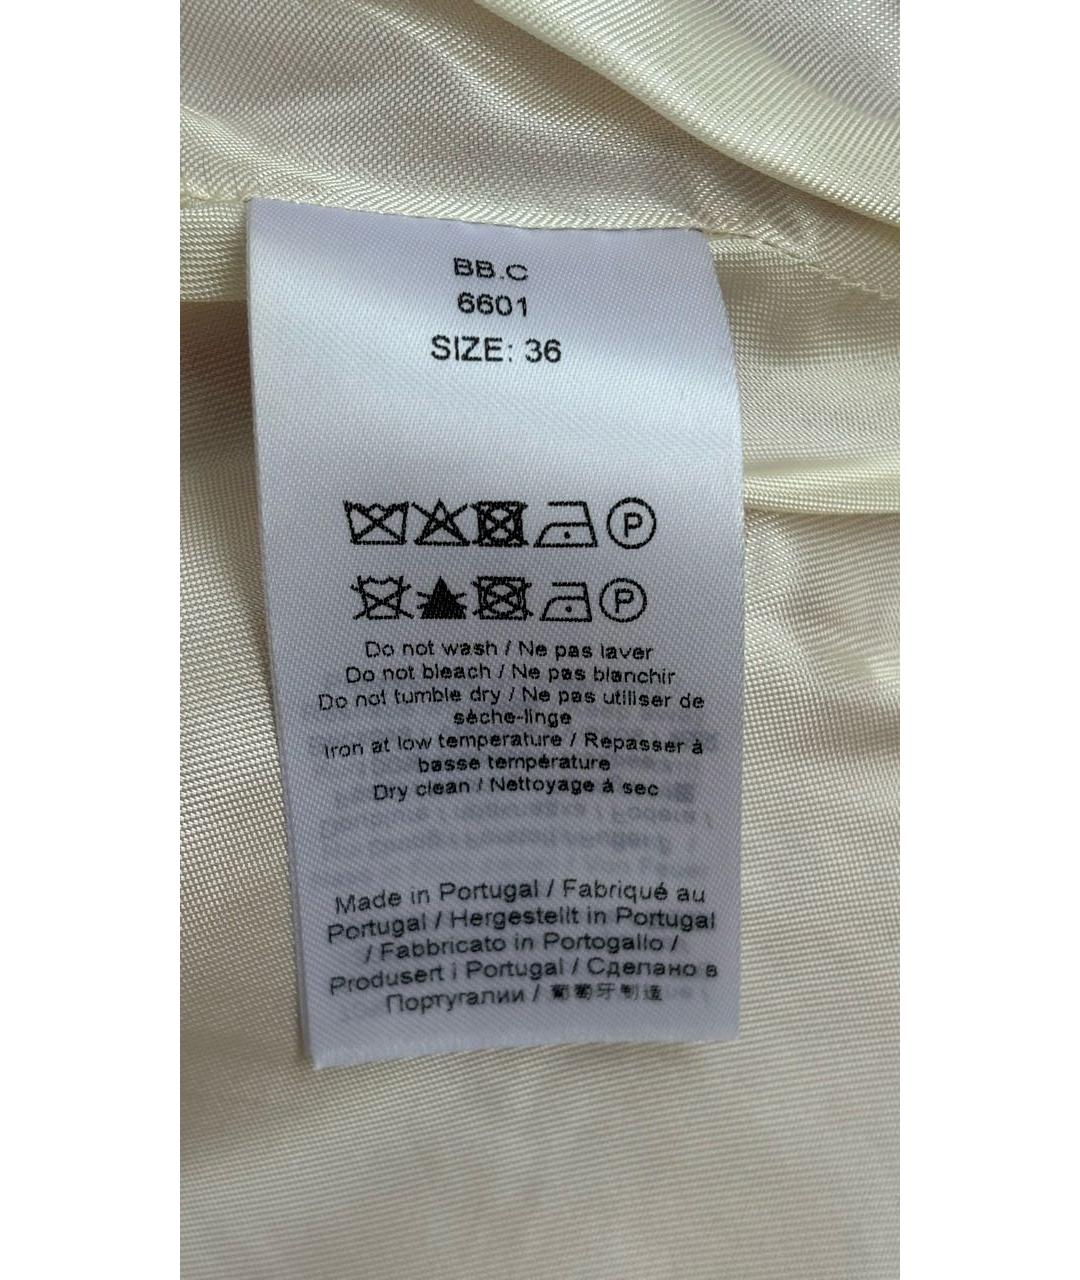 BB.C
6601
SIZE: 36
P
P
Do not wash / Ne pas laver
Do not bleach / Ne pas blanchir
Do not tumble dry / Ne pas utiliser de
sèche-linge
Iron at low temperature / Repasser à
basse température
Dry clean / Nettoyage à sec
Made in Portugal / Fabriqué au
Portugal / Hergestellt in Portugal
/ Fabbricato in Portogallo /
Produsert i Portugal / Сделано в
Португалии / 葡萄牙制造